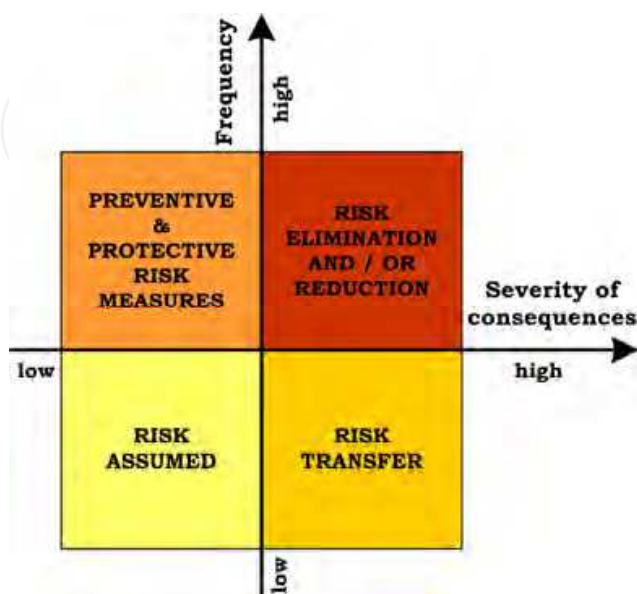 Frequency
high
PREVENTIVE
&
PROTECTIVE
RISK
MEASURES
RISK
ELIMINATION
AND / OR
REDUCTION
Severity of
consequences
low
high
RISK
ASSUMED
RISK
TRANSFER
low